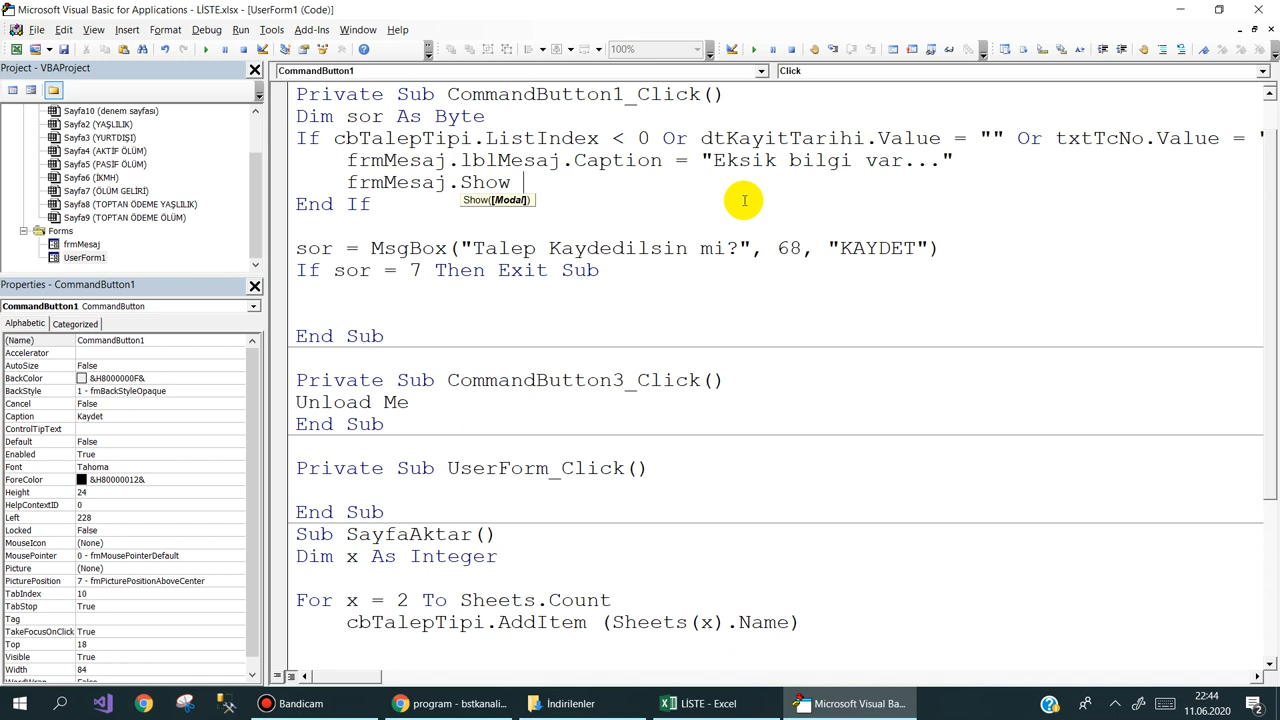 Microsoft Visual Basic for Applications - LİSTE.xlsx - [UserForm1 (Code)]
File Edit View Insert Format Debug Run Tools Add-Ins Window Help
100%
Project - VBAProject
CommandButton1 Click
Sayfa10 (denem sayfası)
Sayfa2 (YAŞLILIK)
Sayfa3 (YURTDIŞI)
Sayfa4 (AKTİF ÖLÜM)
Sayfa5 (PASİF ÖLÜM)
Sayfa6 (İKMH)
Sayfa7 (ÖLÜM GELİRİ)
Sayfa8 (TOPTAN ÖDEME YAŞLILIK)
Sayfa9 (TOPTAN ÖDEME)
Forms
frmMesaj
UserForm1
Properties - CommandButton1
CommandButton1 CommandButton
Alphabetic Categorized
(Name) CommandButton1
Accelerator
AutoSize False
BackColor &H8000000F&
BackStyle 1 - fmBackStyleOpaque
Cancel False
Caption Kaydet
ControlTipText
Default False
Enabled True
Font Tahoma
ForeColor &H80000012&
Height 24
HelpContextID 0
Left 228
Locked False
MouseIcon (None)
MousePointer 0 - fmMousePointerDefault
Picture (None)
PicturePosition 7 - fmPicturePositionAboveCenter
TabIndex 10
TabStop True
Tag
TakeFocusOnClick True
Top 18
Visible True
Width 84
WordWrap False
Private Sub CommandButton1_Click()
Dim sor As Byte
If cbTalepTipi.ListIndex < 0 Or dtKayitTarihi.Value = "" Or txtTcNo.Value = "
frmMesaj.lblMesaj.Caption = "Eksik bilgi var..."
frmMesaj.Show
Show([Modal])
End If
sor = MsgBox("Talep Kaydedilsin mi?", 68, "KAYDET")
If sor = 7 Then Exit Sub
End Sub
Private Sub CommandButton3_Click()
Unload Me
End Sub
Private Sub UserForm_Click()
End Sub
Sub SayfaAktar()
Dim x As Integer
For x = 2 To Sheets.Count
cbTalepTipi.AddItem (Sheets(x).Name)
Bandicam
program - bstkanali...
İndirilenler
LİSTE - Excel
Microsoft Visual Ba...
22:44
11.06.2020
2